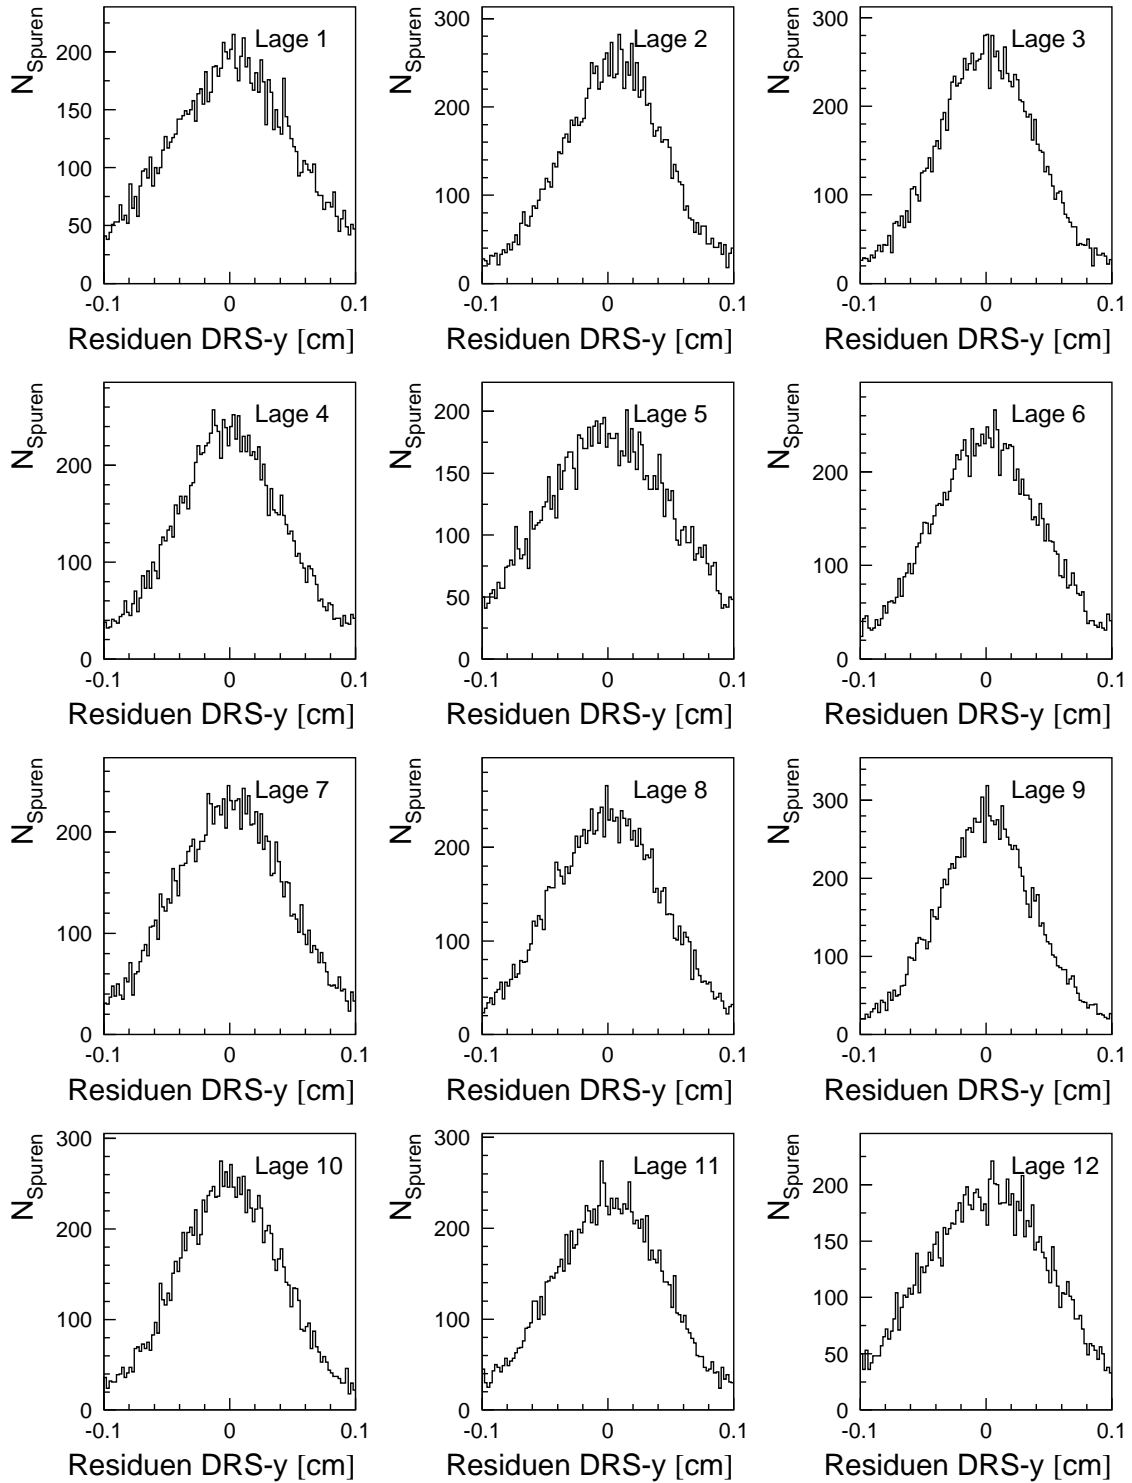 N_Spuren Lage 1
200
150
100
50
0
-0.1 0 0.1
Residuen DRS-y [cm]
N_Spuren Lage 2
300
200
100
0
-0.1 0 0.1
Residuen DRS-y [cm]
N_Spuren Lage 3
300
200
100
0
-0.1 0 0.1
Residuen DRS-y [cm]
N_Spuren Lage 4
200
100
0
-0.1 0 0.1
Residuen DRS-y [cm]
N_Spuren Lage 5
200
150
100
50
0
-0.1 0 0.1
Residuen DRS-y [cm]
N_Spuren Lage 6
200
100
0
-0.1 0 0.1
Residuen DRS-y [cm]
N_Spuren Lage 7
200
100
0
-0.1 0 0.1
Residuen DRS-y [cm]
N_Spuren Lage 8
200
100
0
-0.1 0 0.1
Residuen DRS-y [cm]
N_Spuren Lage 9
300
200
100
0
-0.1 0 0.1
Residuen DRS-y [cm]
N_Spuren Lage 10
300
200
100
0
-0.1 0 0.1
Residuen DRS-y [cm]
N_Spuren Lage 11
300
200
100
0
-0.1 0 0.1
Residuen DRS-y [cm]
N_Spuren Lage 12
200
150
100
50
0
-0.1 0 0.1
Residuen DRS-y [cm]